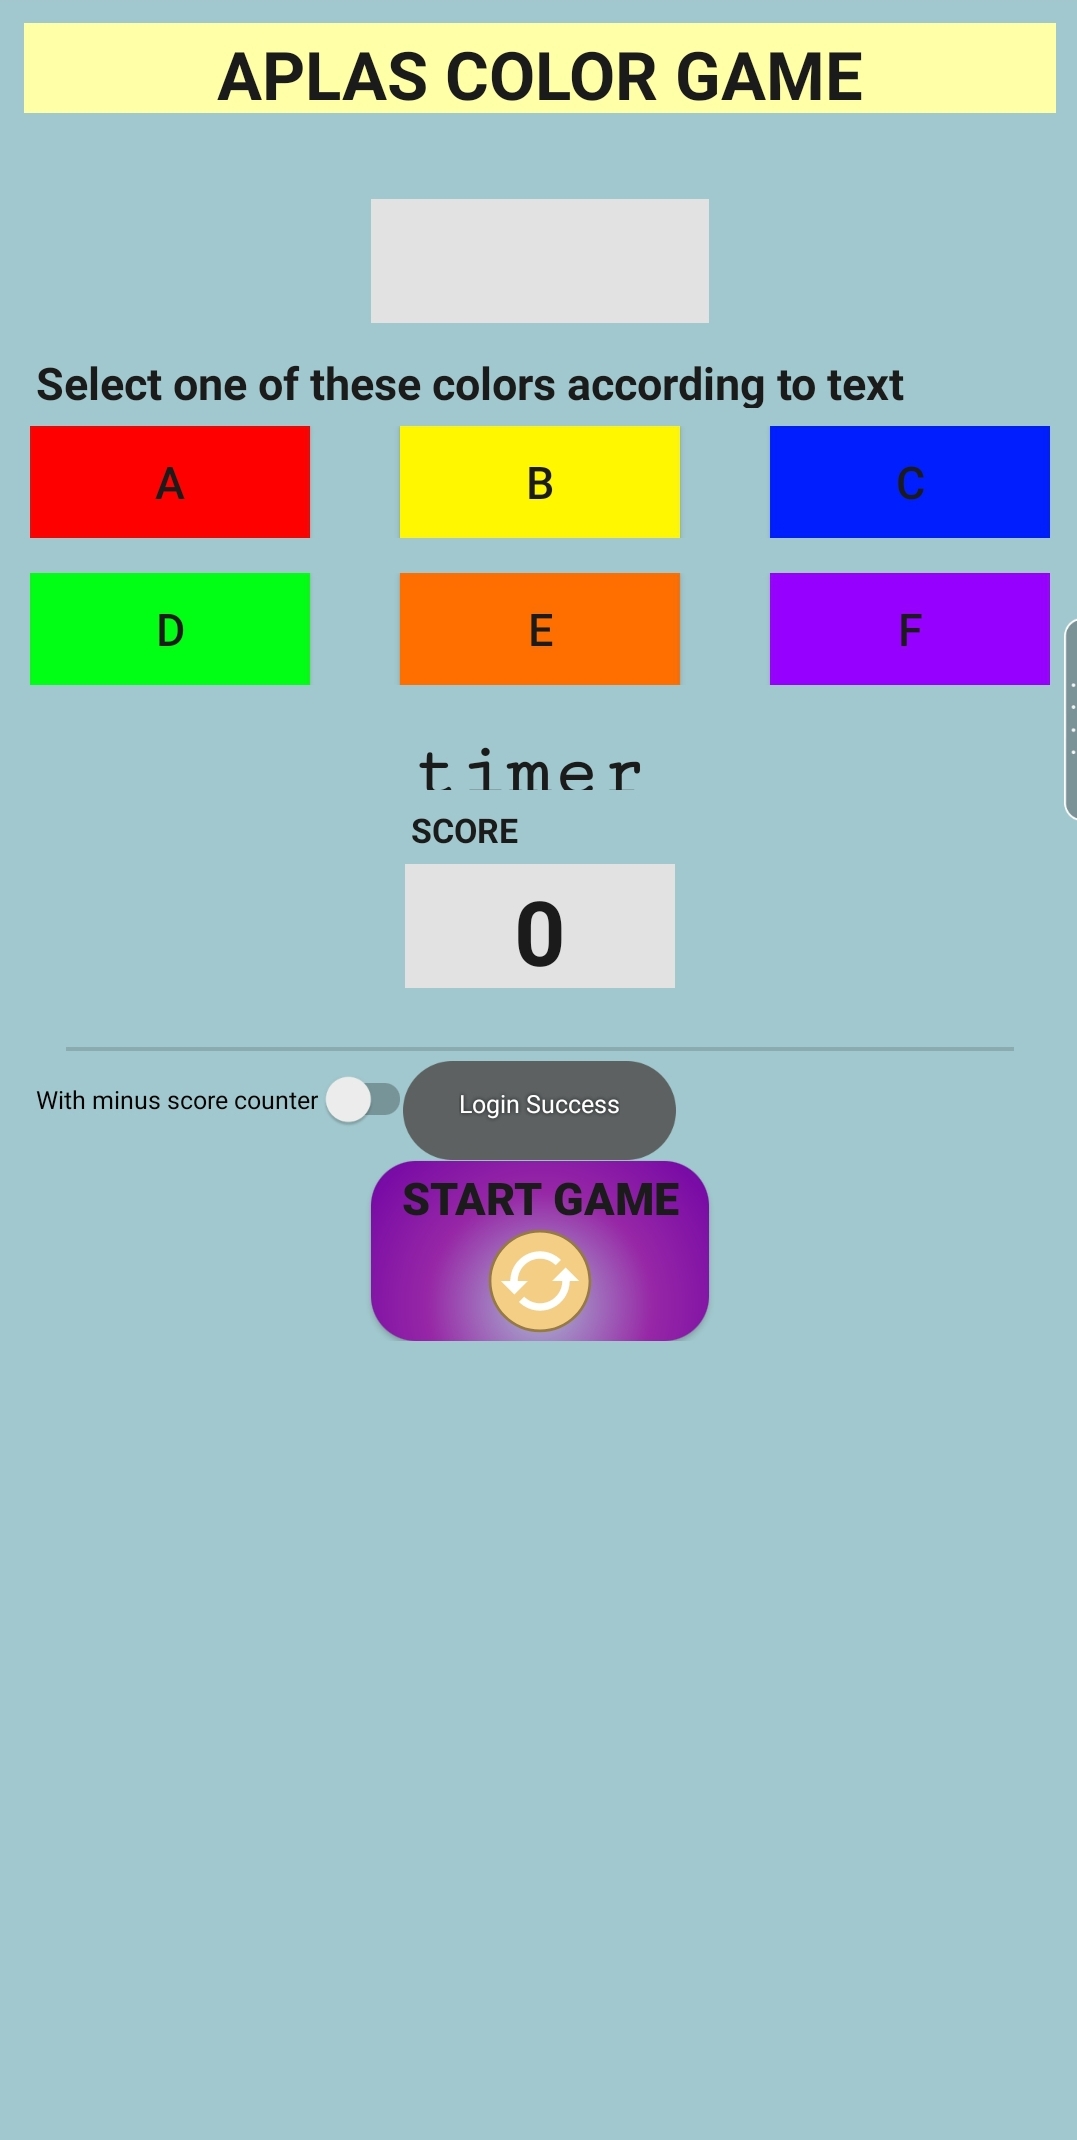 APLAS COLOR GAME
Select one of these colors according to text
A B C
D E F
timer
SCORE
0
With minus score counter
Login Success
START GAME